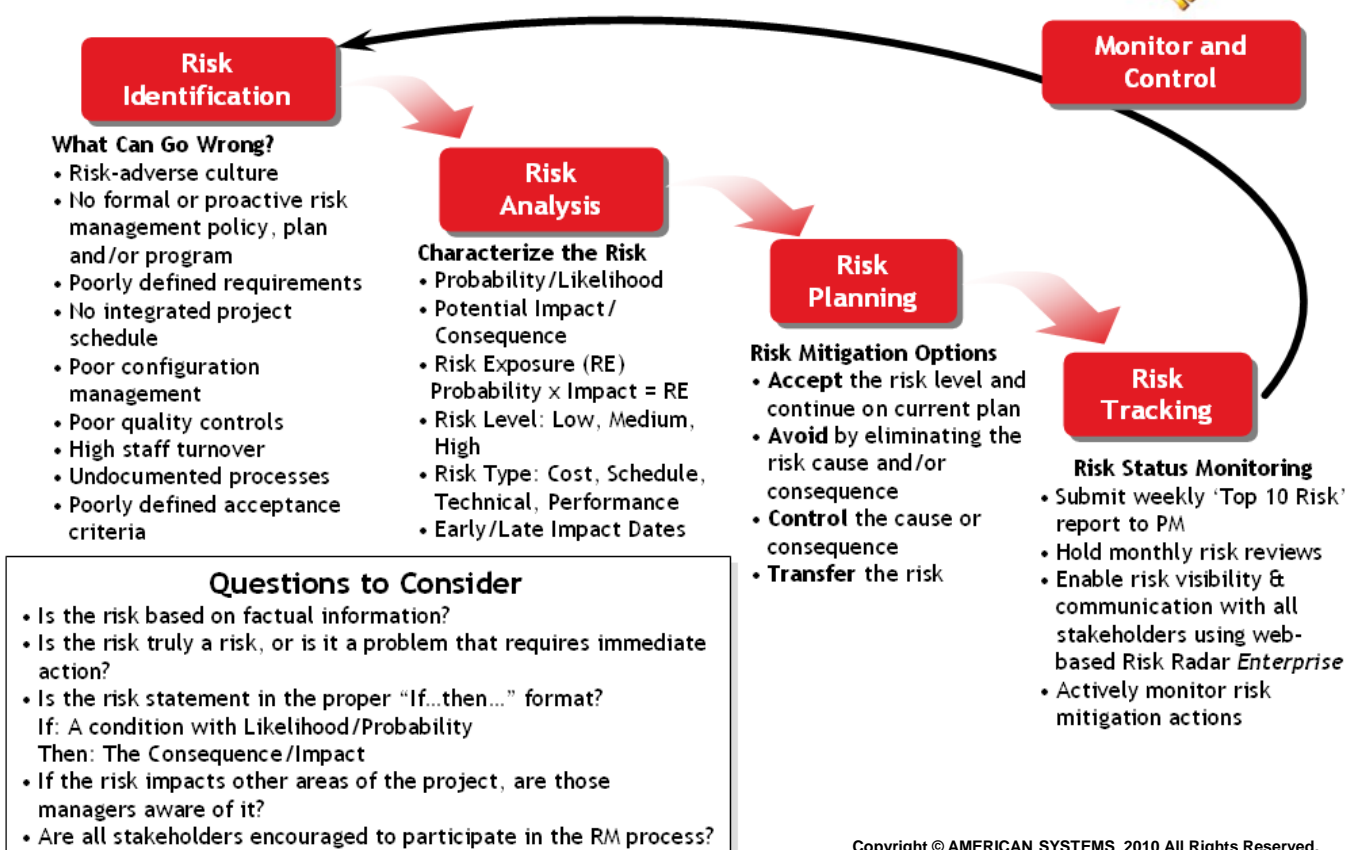 Risk
Identification
What Can Go Wrong?
• Risk-adverse culture
• No formal or proactive risk
management policy, plan
and/or program
• Poorly defined requirements
• No integrated project
schedule
• Poor configuration
management
• Poor quality controls
• High staff turnover
• Undocumented processes
• Poorly defined acceptance
criteria
Risk
Analysis
Characterize the Risk
• Probability/Likelihood
• Potential Impact/
Consequence
• Risk Exposure (RE)
Probability x Impact = RE
• Risk Level: Low, Medium,
High
• Risk Type: Cost, Schedule,
Technical, Performance
• Early/Late Impact Dates
Risk
Planning
Risk Mitigation Options
• Accept the risk level and
continue on current plan
• Avoid by eliminating the
risk cause and/or
consequence
• Control the cause or
consequence
• Transfer the risk
Monitor and
Control
Risk
Tracking
Risk Status Monitoring
• Submit weekly ‘Top 10 Risk’
report to PM
• Hold monthly risk reviews
• Enable risk visibility &
communication with all
stakeholders using web-
based Risk Radar Enterprise
• Actively monitor risk
mitigation actions
Questions to Consider
• Is the risk based on factual information?
• Is the risk truly a risk, or is it a problem that requires immediate
action?
• Is the risk statement in the proper “If…then…” format?
If: A condition with Likelihood/Probability
Then: The Consequence/Impact
• If the risk impacts other areas of the project, are those
managers aware of it?
• Are all stakeholders encouraged to participate in the RM process?
Copyright © AMERICAN SYSTEMS 2010 All Rights Reserved.